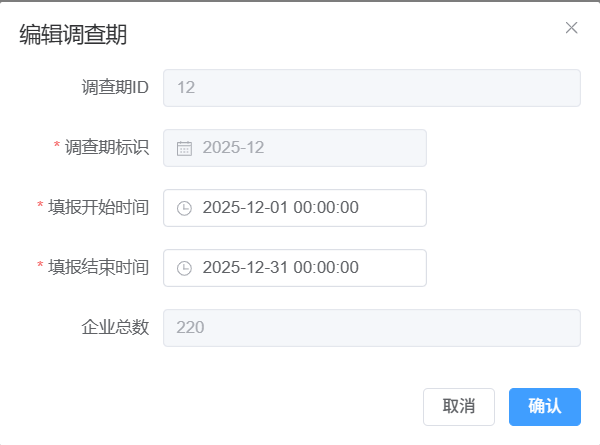 编辑调查期
调查期ID 12
* 调查期标识 2025-12
* 填报开始时间 2025-12-01 00:00:00
* 填报结束时间 2025-12-31 00:00:00
企业总数 220
取消 确认